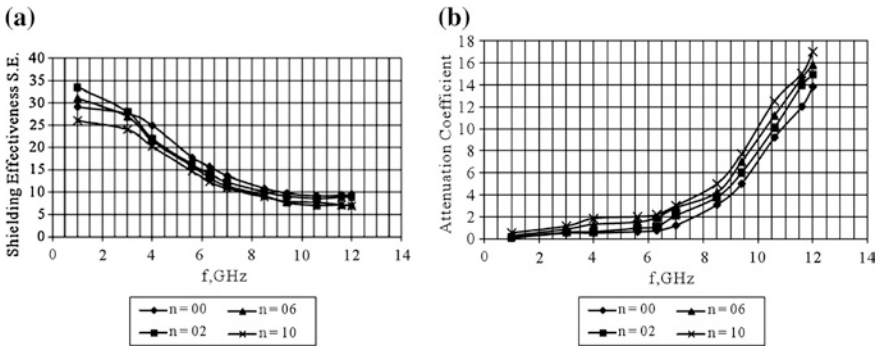 (a)
Shielding Effectiveness S.E.
40
35
30
25
20
15
10
5
0
0 2 4 6 8 10 12 14
f,GHz
n = 00 n = 06
n = 02 n = 10
(b)
Attenuation Coefficient
18
16
14
12
10
8
6
4
2
0
0 2 4 6 8 10 12 14
f,GHz
n = 00 n = 06
n = 02 n = 10